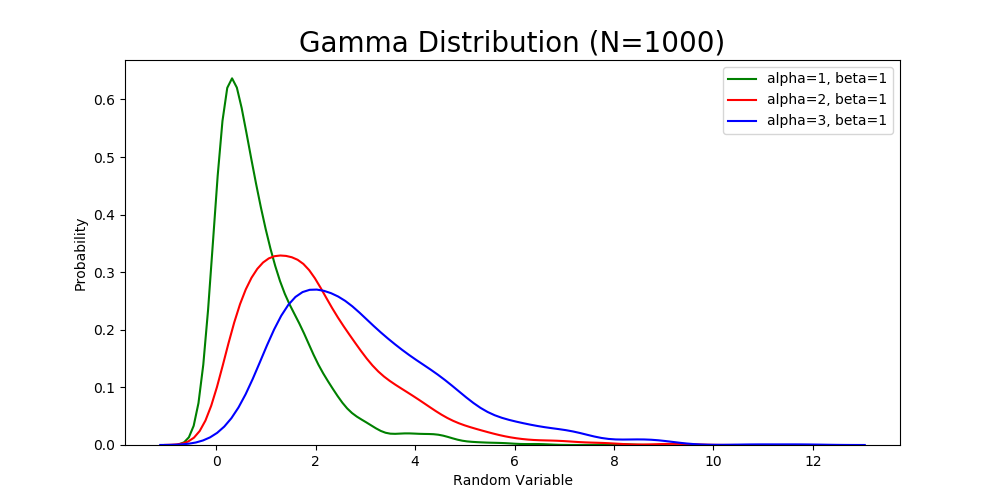 Gamma Distribution (N=1000)
alpha=1, beta=1
alpha=2, beta=1
alpha=3, beta=1
Probability
0.6
0.5
0.4
0.3
0.2
0.1
0.0
0 2 4 6 8 10 12
Random Variable